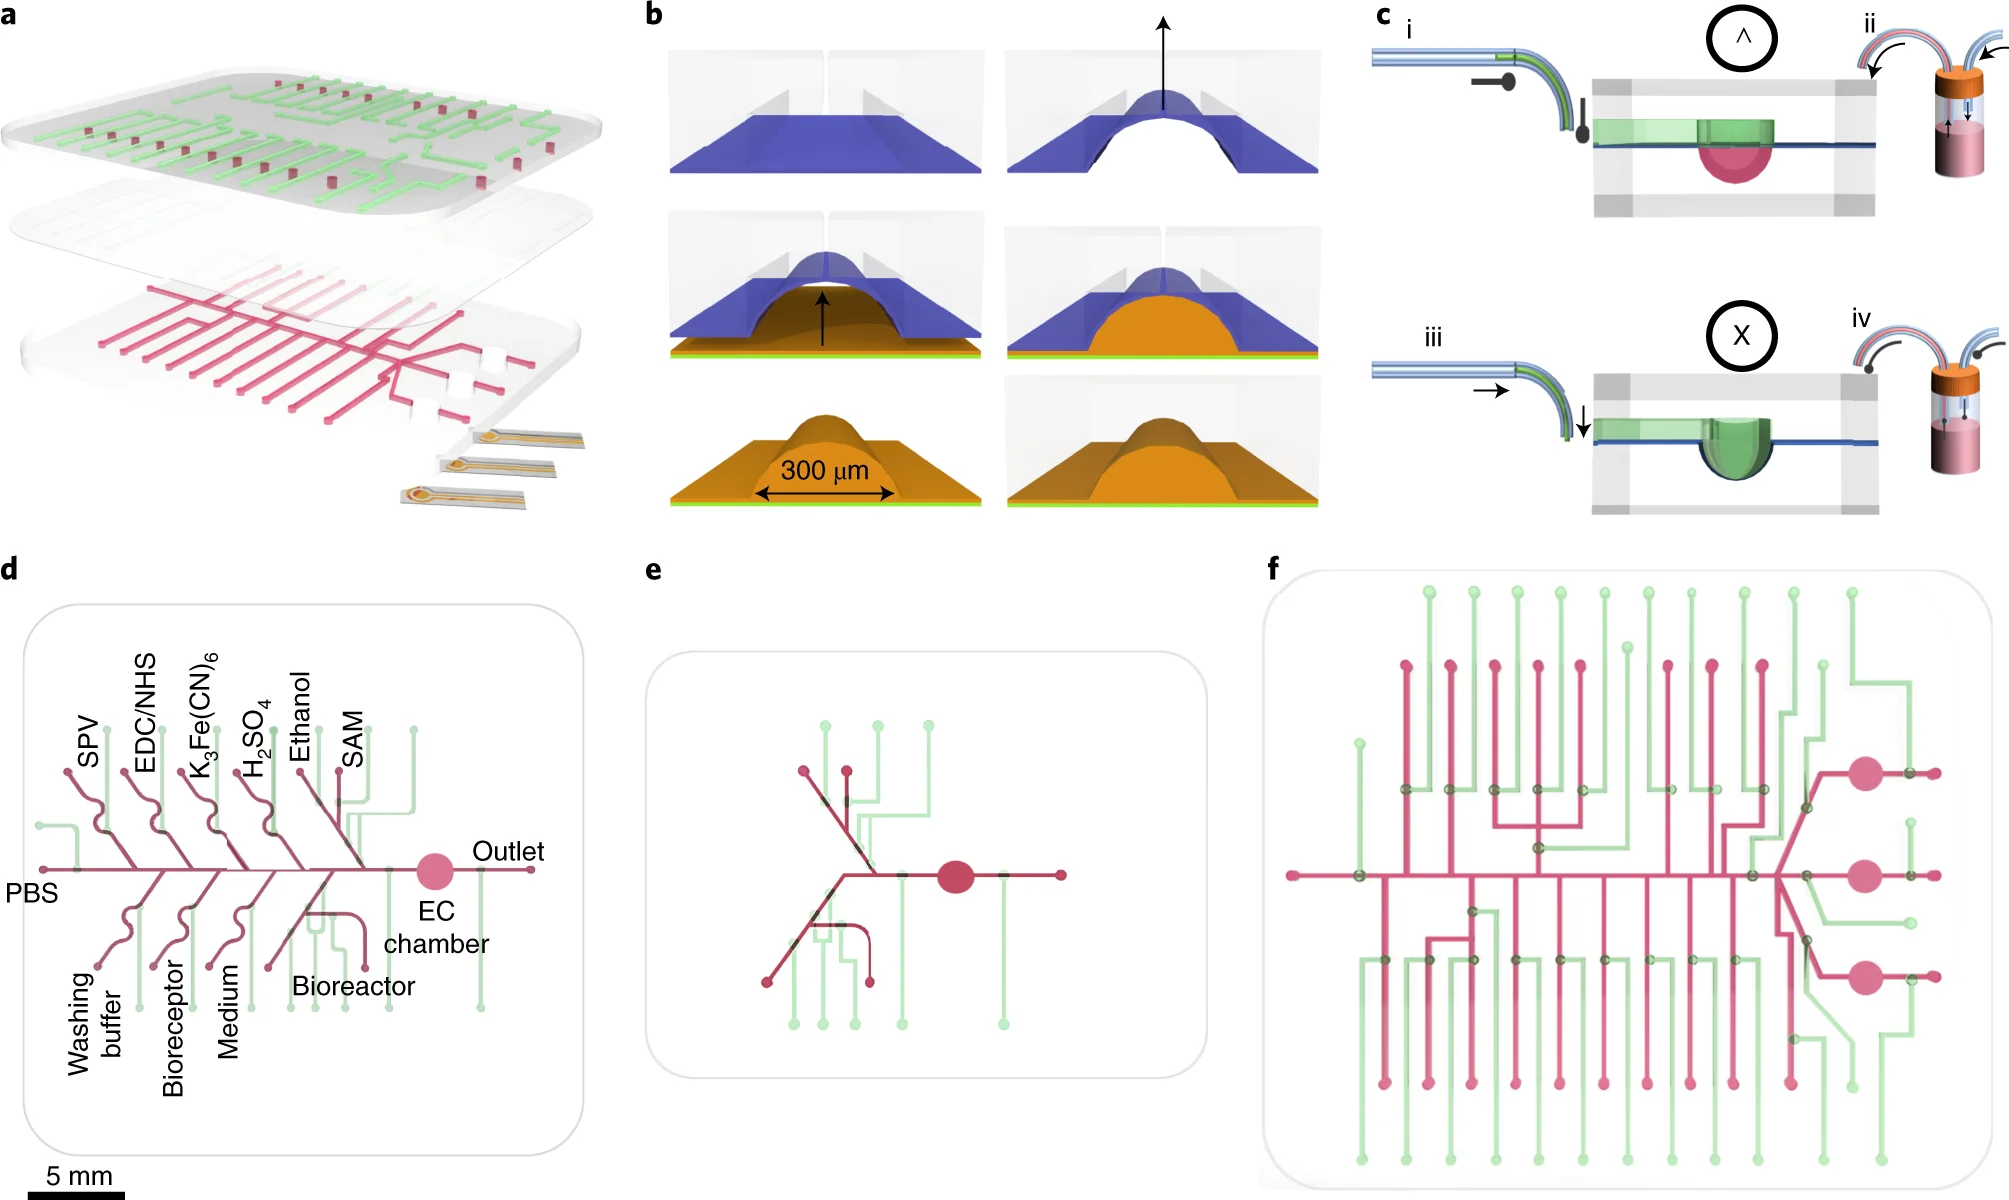 a
b
c
i
^
ii
iii
X
iv
300 μm
d
e
f
SPV
EDC/NHS
K3Fe(CN)6
H2SO4
Ethanol
SAM
PBS
Outlet
EC
chamber
Washing
buffer
Bioreceptor
Medium
Bioreactor
5 mm